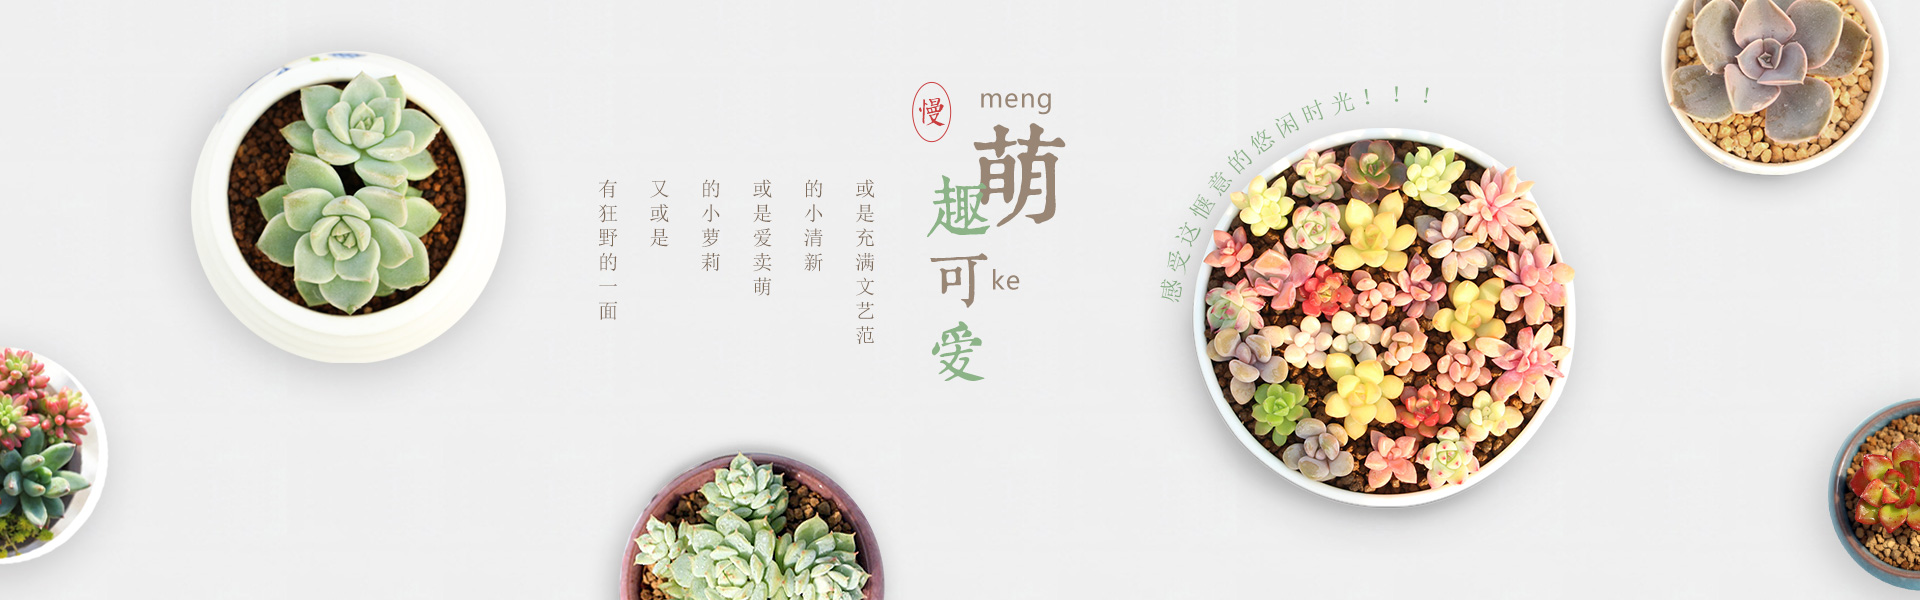 慢
meng
萌
趣
可
ke
爱
或是充满文艺范
的小清新
或是爱卖萌
的小萝莉
又或是
有狂野的一面
感受这惬意的悠闲时光！！！